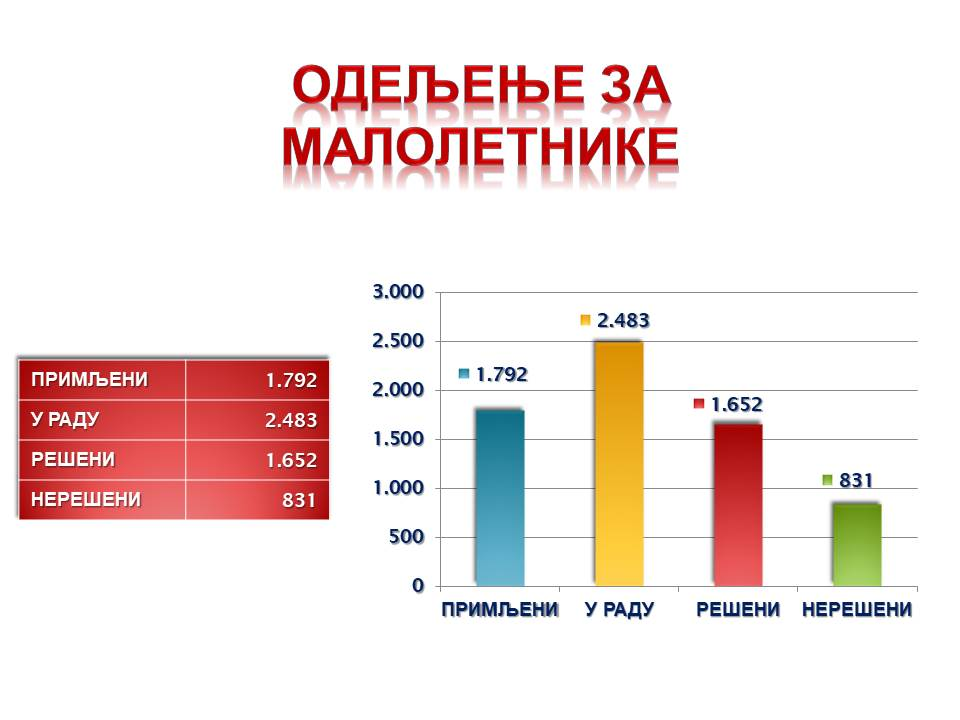 ОДЕЉЕЊЕ ЗА
МАЛОЛЕТНИКЕ
ПРИМЉЕНИ 1.792
У РАДУ 2.483
РЕШЕНИ 1.652
НЕРЕШЕНИ 831
3.000
2.500
2.000
1.500
1.000
500
0
1.792
2.483
1.652
831
ПРИМЉЕНИ У РАДУ РЕШЕНИ НЕРЕШЕНИ